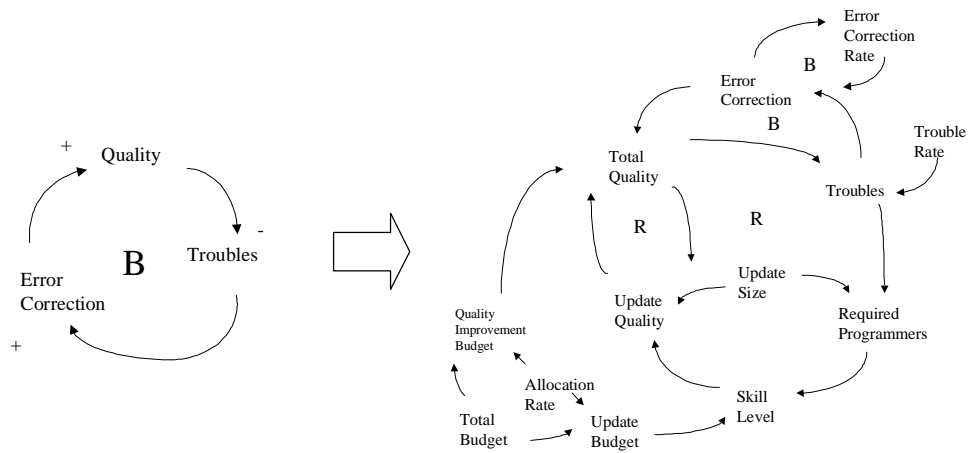 +
Quality
-
Troubles
B
Error
Correction
+
Error
Correction
Rate
B
Error
Correction
B
Trouble
Rate
Total
Quality
Troubles
R
R
Update
Size
Update
Quality
Required
Programmers
Quality
Improvement
Budget
Allocation
Rate
Skill
Level
Total
Budget
Update
Budget